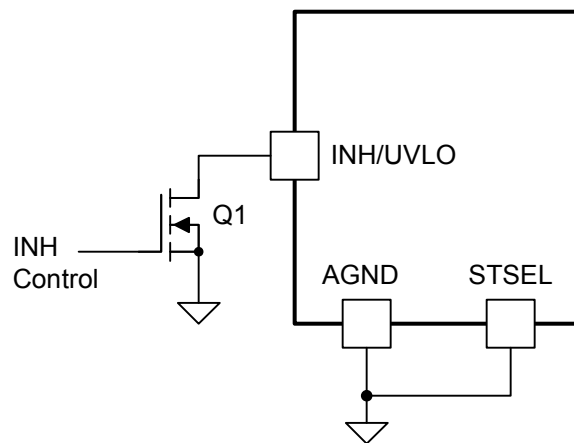 INH/UVLO
Q1
INH
Control
AGND
STSEL